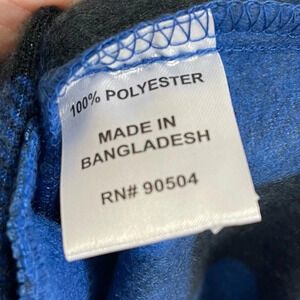 100% POLYESTER
MADE IN
BANGLADESH
RN# 90504